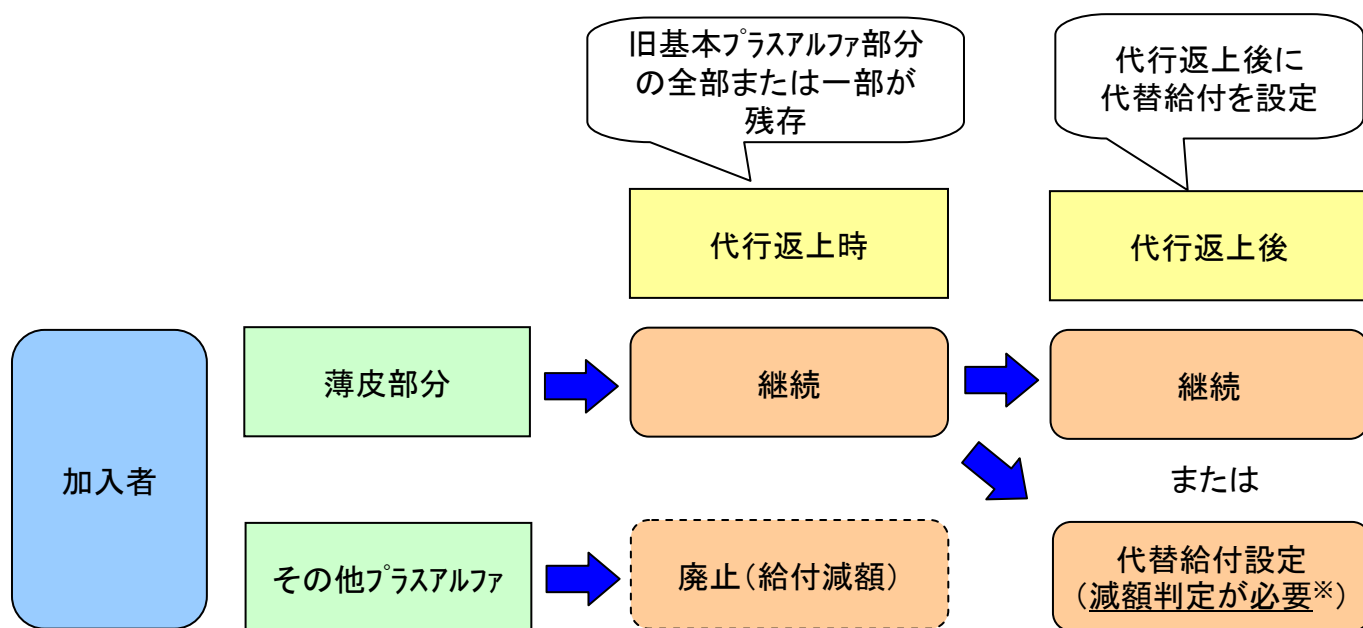 旧基本プラスアルファ部分
の全部または一部が
残存
代行返上後に
代替給付を設定
代行返上時
代行返上後
加入者
薄皮部分
継続
継続
または
その他プラスアルファ
廃止(給付減額)
代替給付設定
(減額判定が必要※)